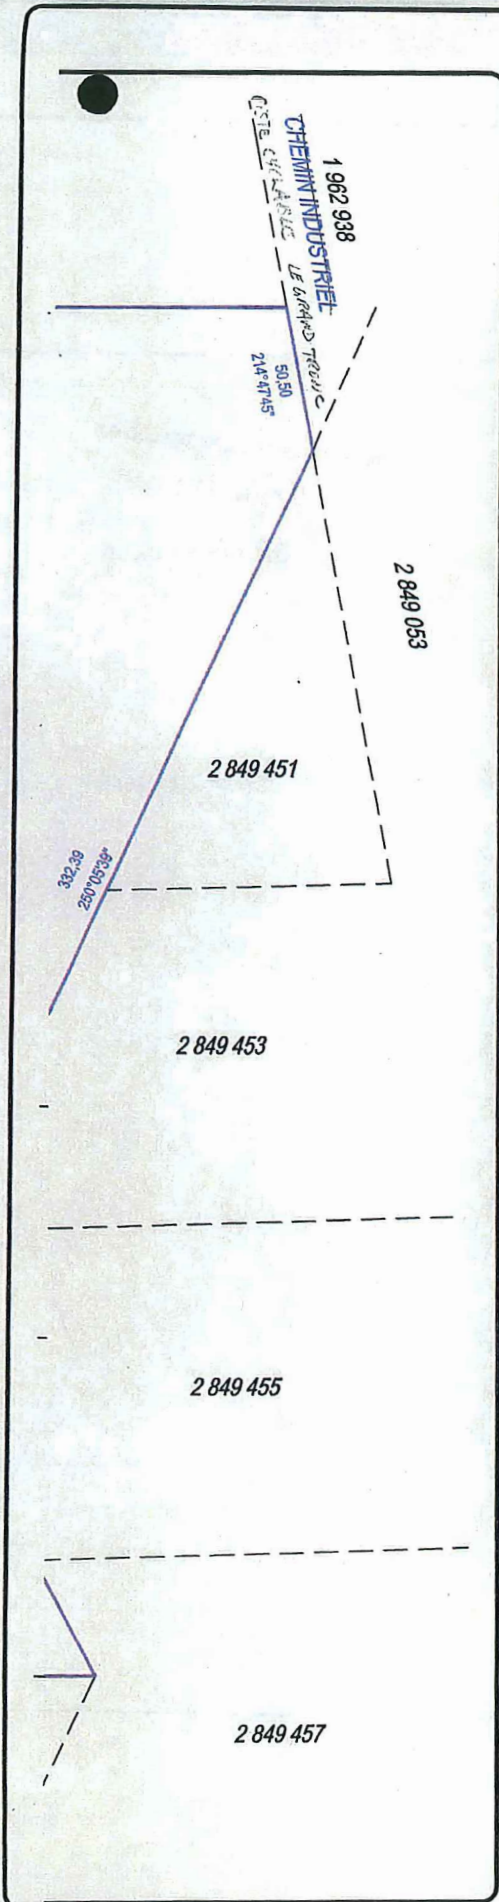 1 962 938
CHEMIN INDUSTRIEL
PISTE CYCLABLE LE GRAND TRONC
50,50
214°47'45"
2 849 053
2 849 451
332,39
250°05'39"
2 849 453
2 849 455
2 849 457